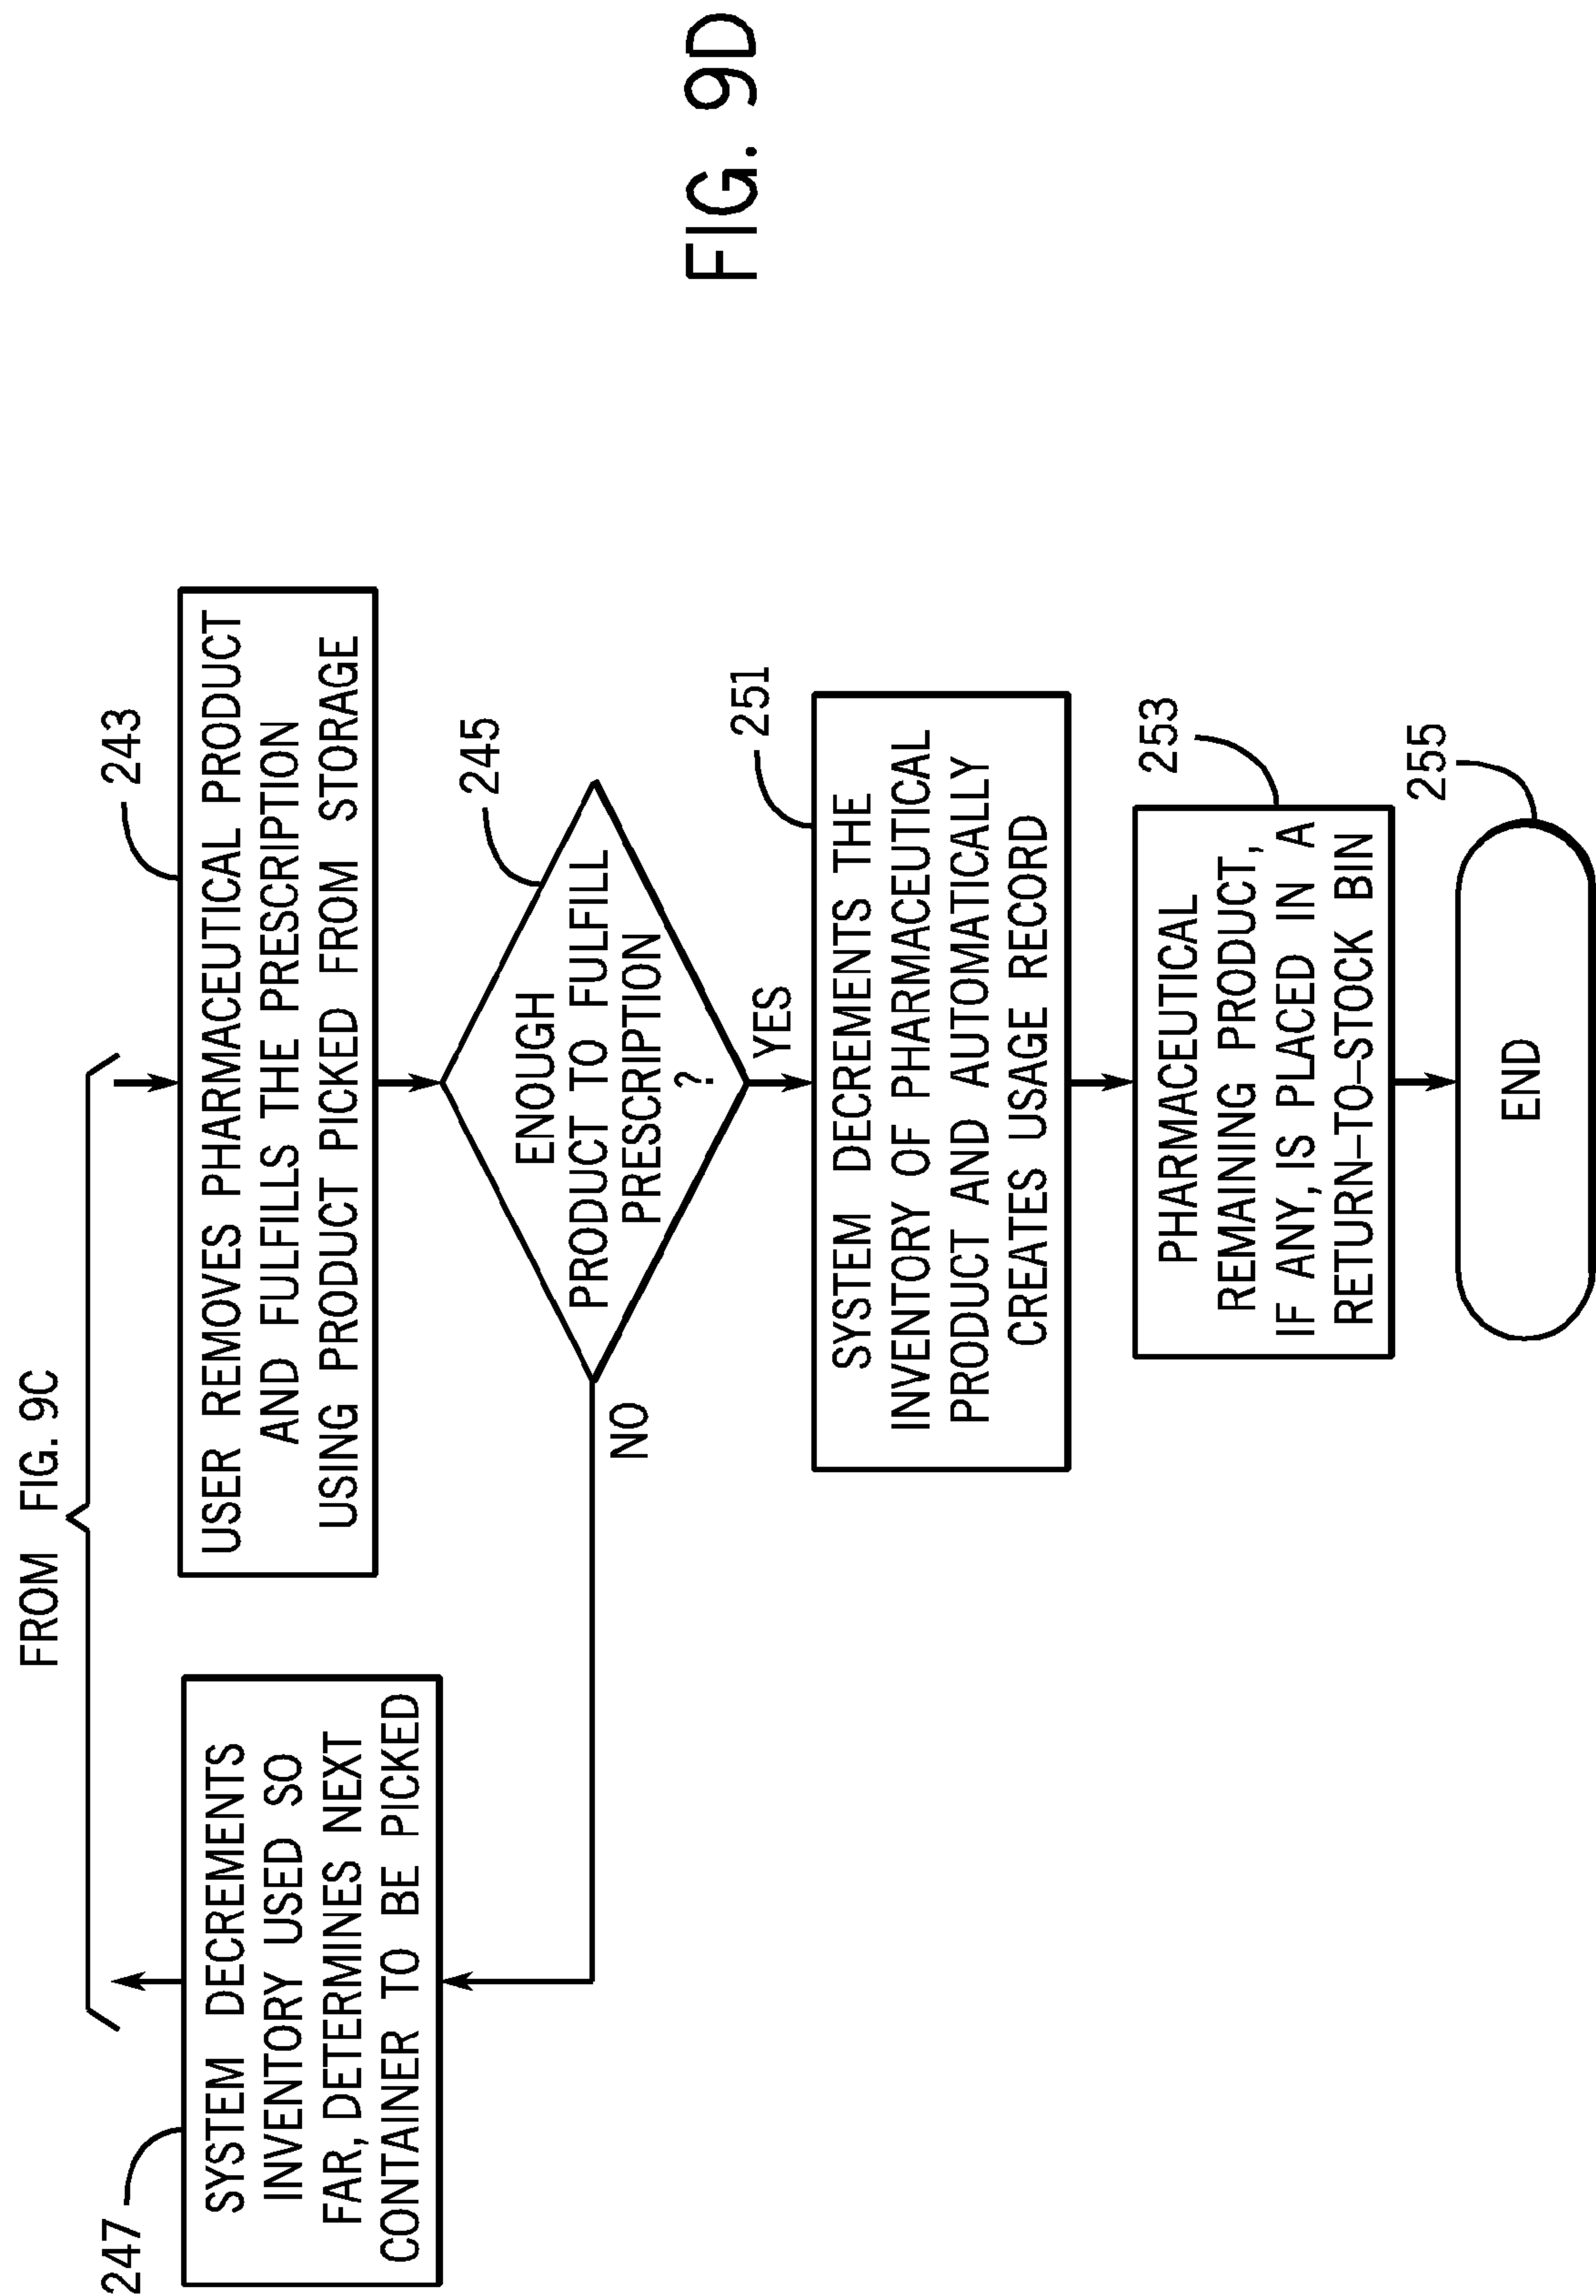 FROM FIG. 9C
247
SYSTEM DECREMENTS
INVENTORY USED SO
FAR, DETERMINES NEXT
CONTAINER TO BE PICKED
243
USER REMOVES PHARMACEUTICAL PRODUCT
AND FULFILLS THE PRESCRIPTION
USING PRODUCT PICKED FROM STORAGE
245
ENOUGH
PRODUCT TO FULFILL
PRESCRIPTION
?
NO
YES
251
SYSTEM DECREMENTS THE
INVENTORY OF PHARMACEUTICAL
PRODUCT AND AUTOMATICALLY
CREATES USAGE RECORD
253
PHARMACEUTICAL
REMAINING PRODUCT,
IF ANY, IS PLACED IN A
RETURN-TO-STOCK BIN
255
END
FIG. 9D